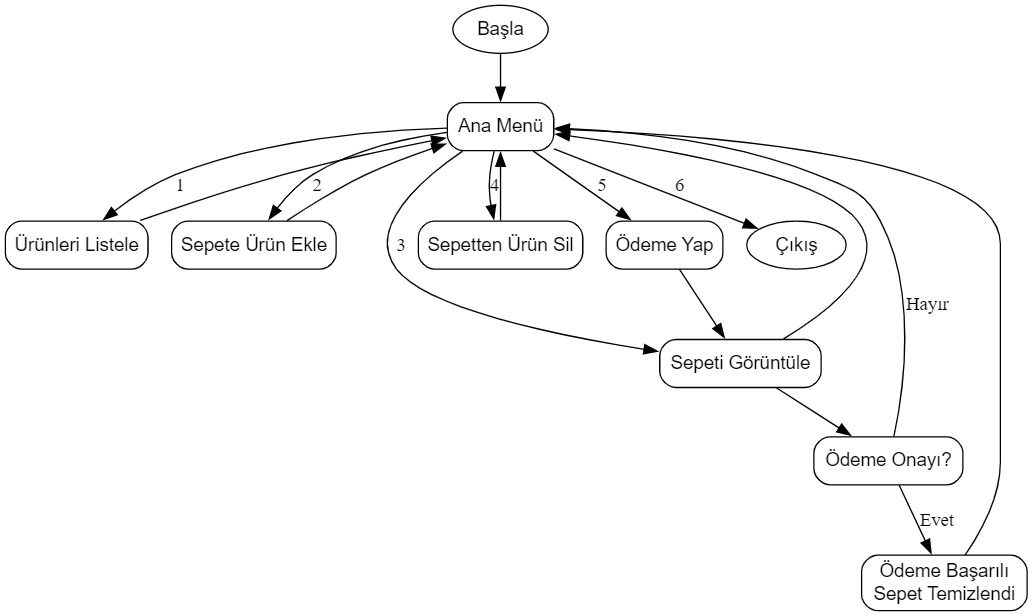 Başla
Ana Menü
1
2
3
4
5
6
Ürünleri Listele
Sepete Ürün Ekle
Sepetten Ürün Sil
Ödeme Yap
Çıkış
Hayır
Sepeti Görüntüle
Ödeme Onayı?
Evet
Ödeme Başarılı
Sepet Temizlendi